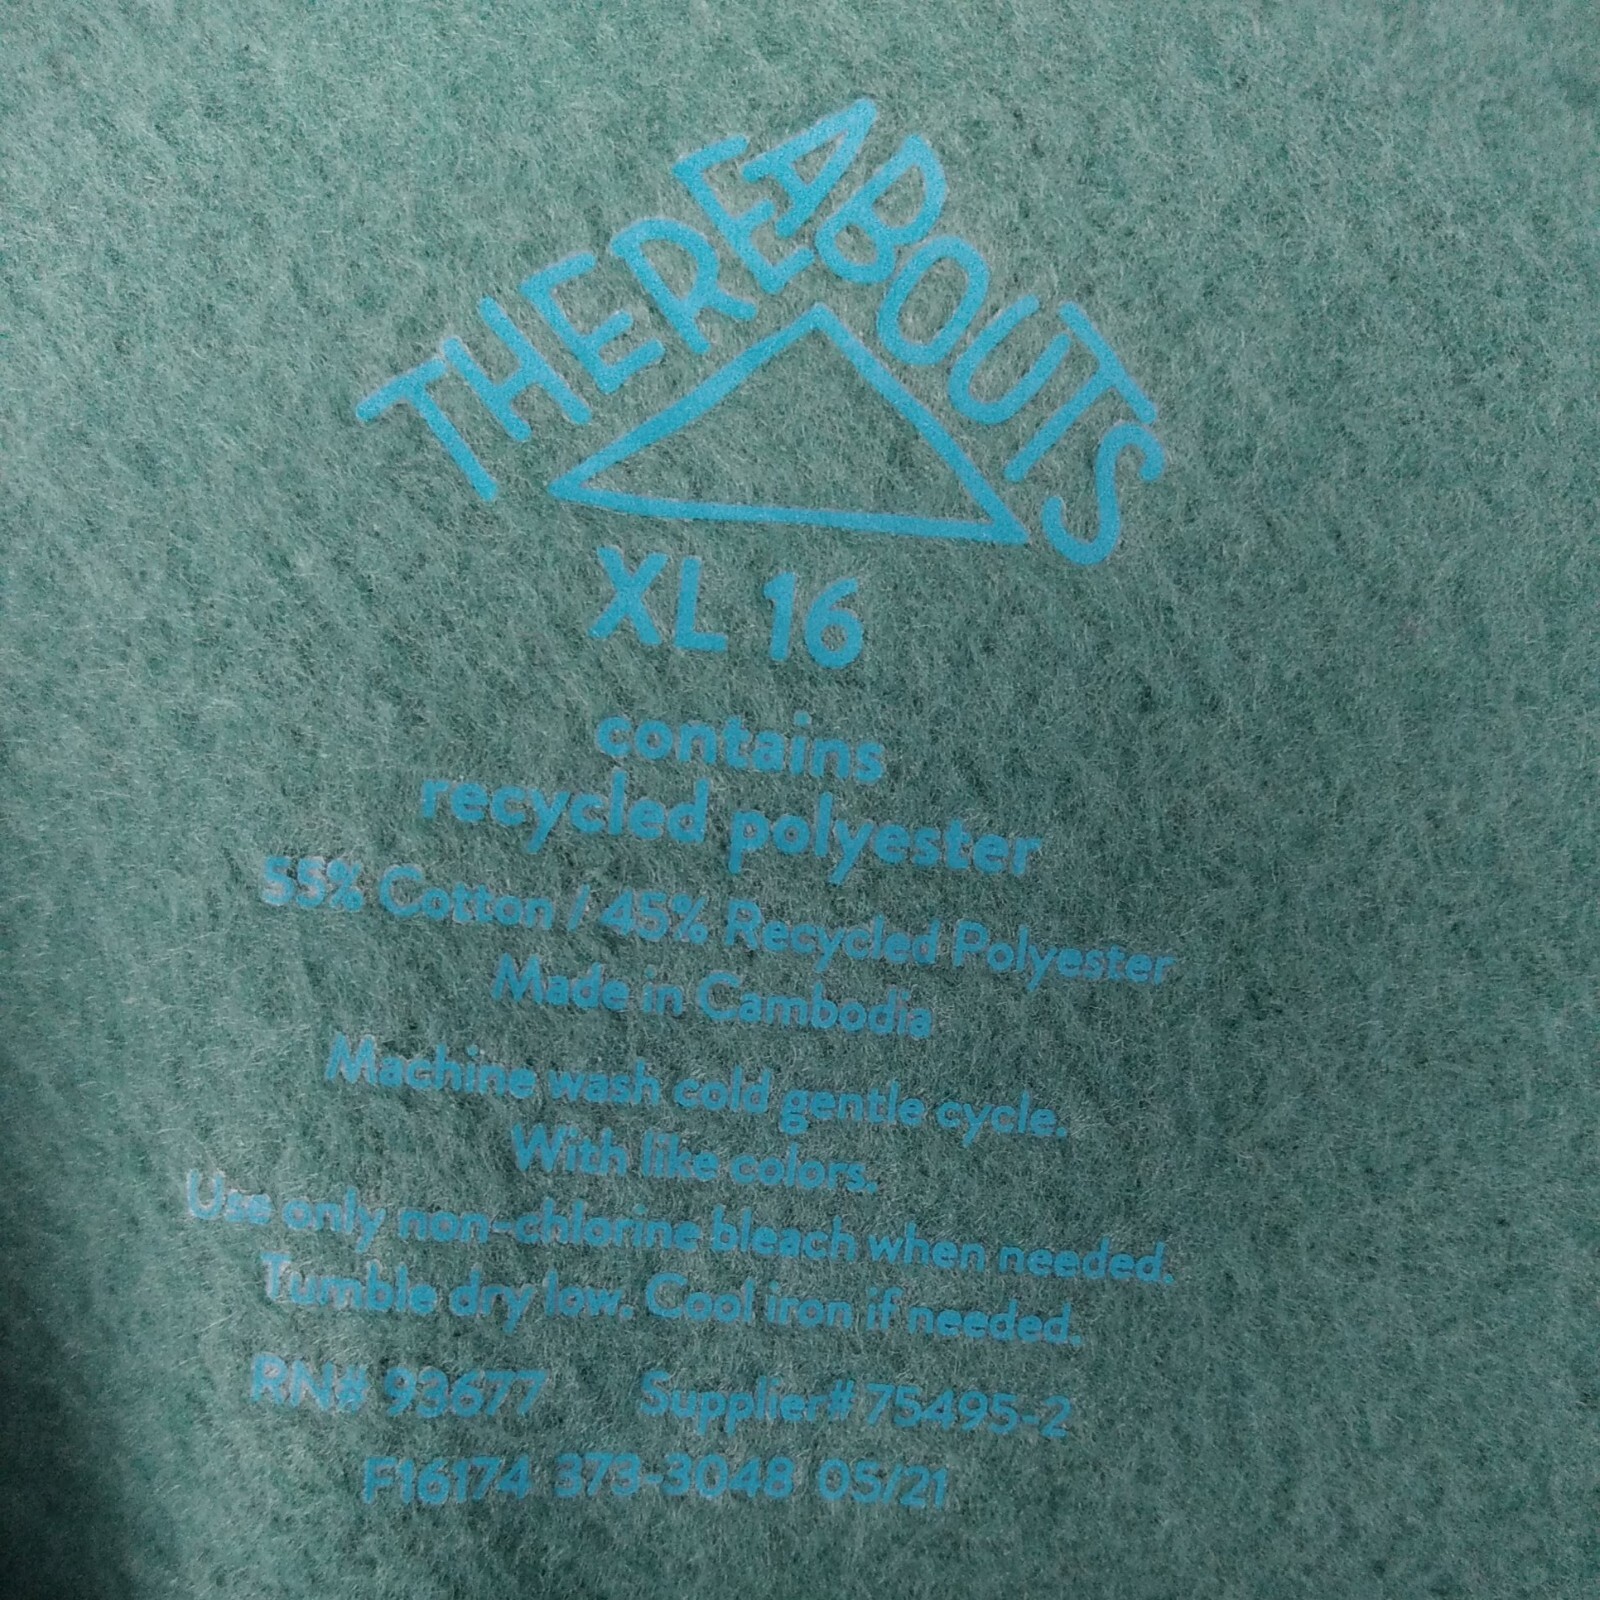 THEREABOUTS
XL 16
contains
recycled polyester
55% Cotton / 45% Recycled Polyester
Made in Cambodia
Machine wash cold gentle cycle.
With like colors.
Use only non-chlorine bleach when needed.
Tumble dry low. Cool iron if needed.
RN# 93677 Supplier# 75495-2
F16174 373-3048 05/21